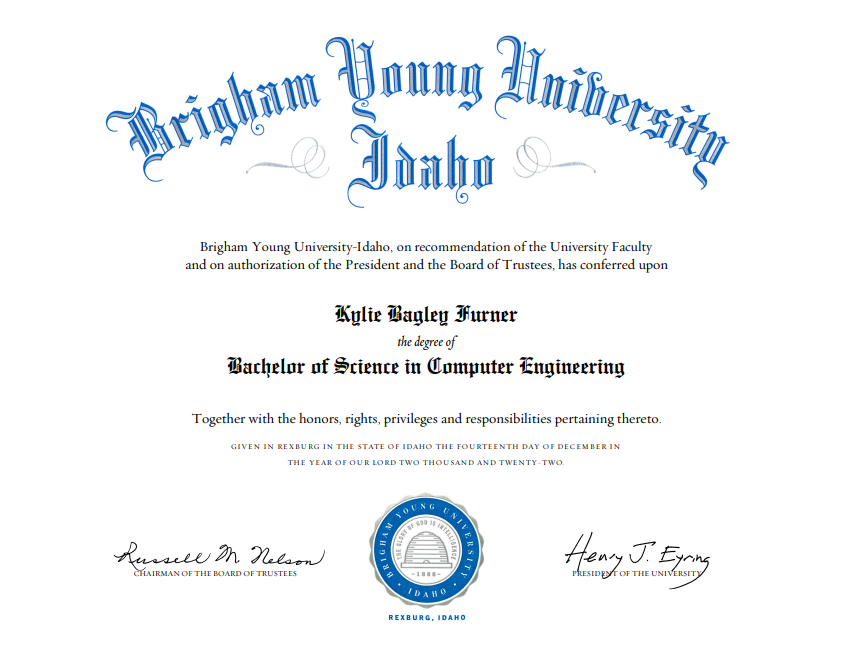 Brigham Young University
Idaho
Brigham Young University-Idaho, on recommendation of the University Faculty
and on authorization of the President and the Board of Trustees, has conferred upon
Kylie Bagley Furner
the degree of
Bachelor of Science in Computer Engineering
Together with the honors, rights, privileges and responsibilities pertaining thereto.
GIVEN IN REXBURG IN THE STATE OF IDAHO THE FOURTEENTH DAY OF DECEMBER IN
THE YEAR OF OUR LORD TWO THOUSAND AND TWENTY-TWO.
Russell M. Nelson
CHAIRMAN OF THE BOARD OF TRUSTEES
BRIGHAM YOUNG UNIVERSITY
THE GLORY OF GOD IS INTELLIGENCE
1888
IDAHO
REXBURG, IDAHO
Henry J. Eyring
PRESIDENT OF THE UNIVERSITY